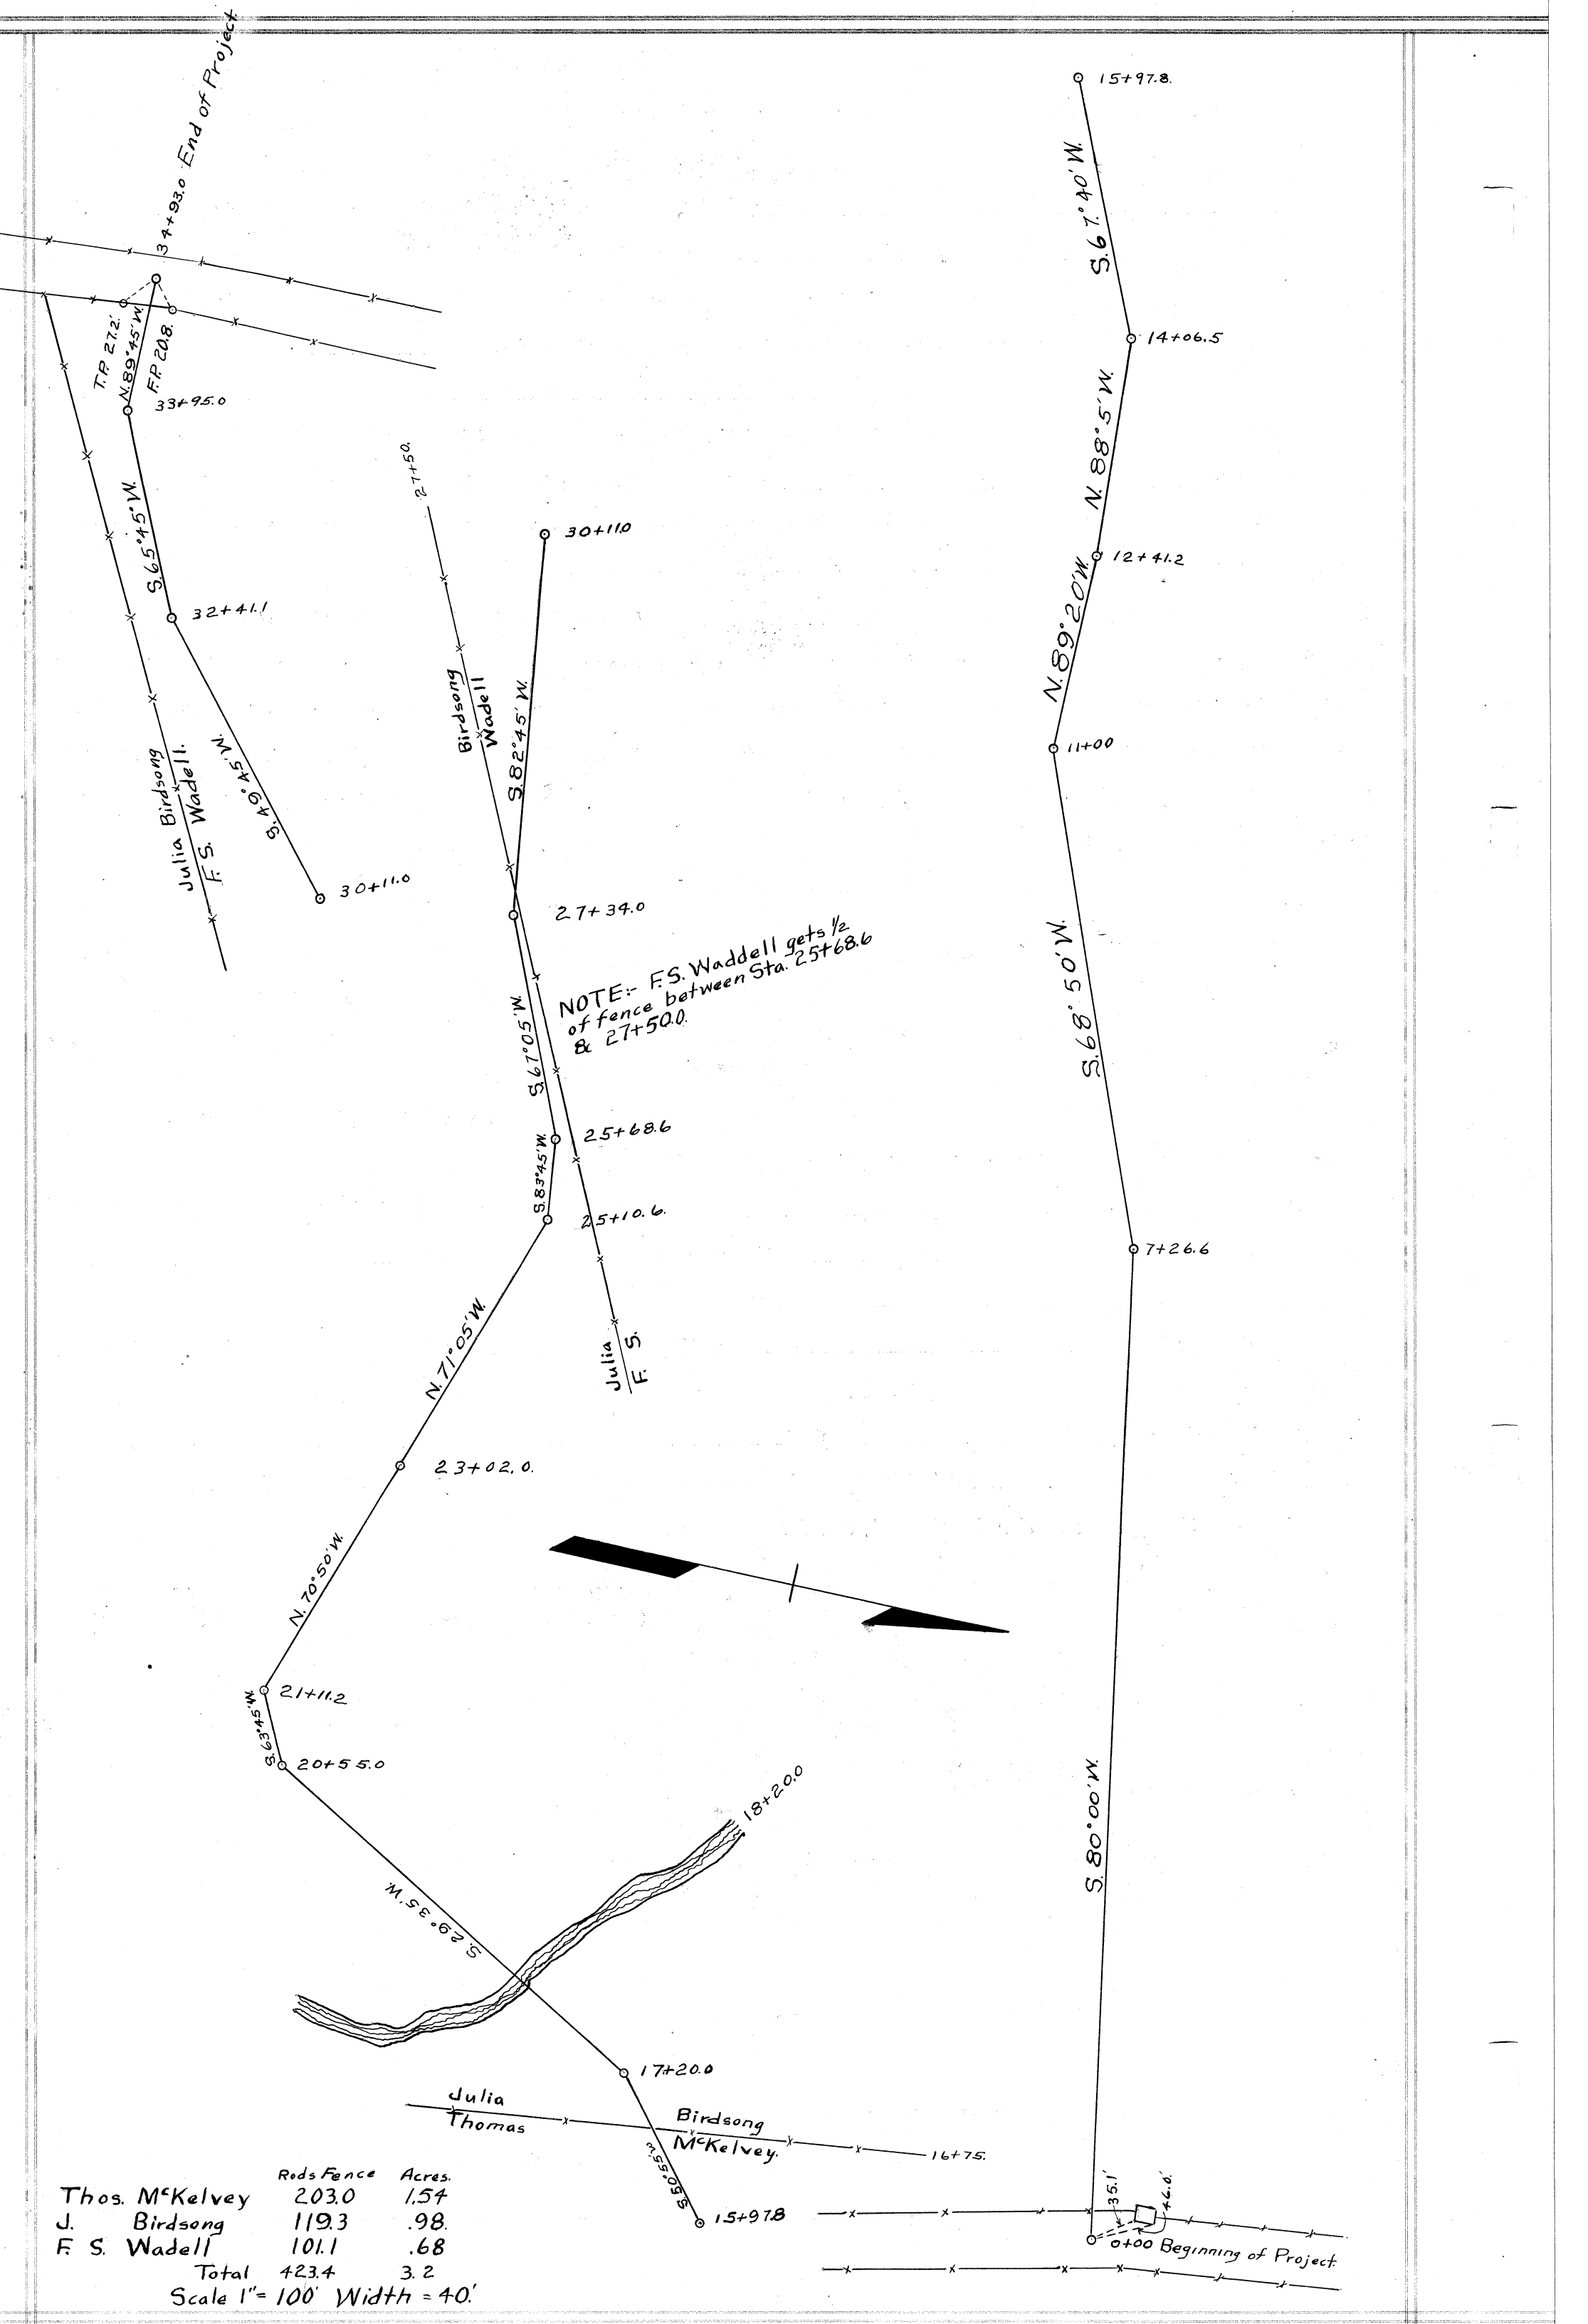 34+93.0 End of Project
T.P. 27.2'
N.89°45'W.
F.P. 20.8.
33+95.0
S.65°45'W.
32+41.1
S.49°45'W.
30+11.0
Julia Birdsong
F. S. Wadell.
27+50.
30+11.0
Birdsong
Wadell
S.82°45'W.
27+34.0
NOTE:- F.S. Waddell gets 1/2
of fence between Sta. 25+68.6
& 27+50.0.
S.67°05'W.
25+68.6
S.83°45'W.
25+10.6.
Julia
F. S.
N.71°05'W.
23+02.0.
N.70°50'W.
21+11.2
S.63°45'W.
20+55.0
18+20.0
S.29°35'W.
17+20.0
Julia Birdsong
Thomas McKelvey.
16+75.
S.50°55'W.
15+97.8
15+97.8.
S.67°40'W.
14+06.5
N.88°5'W.
12+41.2
N.89°20'W.
11+00
S.68°50'W.
7+26.6
S.80°00'W.
35.1'
46.0'
0+00 Beginning of Project
Rods Fence Acres.
Thos. McKelvey 203.0 1.54
J. Birdsong 119.3 .98
F. S. Wadell 101.1 .68
Total 423.4 3.2
Scale 1"=100' Width = 40'.